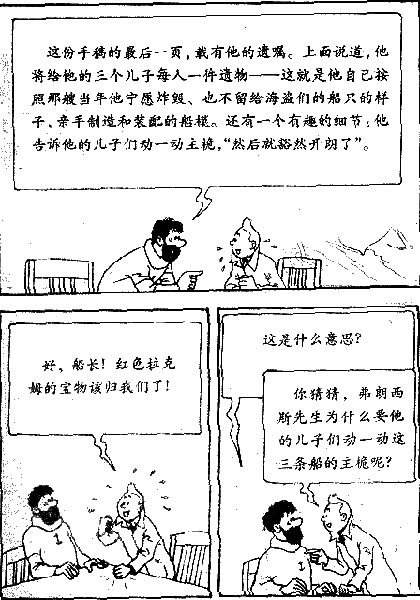 这份手稿的最后一页,载有他的遗嘱。上面说道,他
将给他的三个儿子每人一件遗物——这就是他自己按
照那艘当年他宁愿炸毁、也不留给海盗们的船只的样
子、亲手制造和装配的船模。还有一个有趣的细节:他
告诉他的儿子们动一动主桅,“然后就豁然开朗了”。
好,船长!红色拉克
姆的宝物该归我们了!
这是什么意思?
你猜猜,弗朗西
斯先生为什么要他
的儿子们动一动这
三条船的主桅呢?